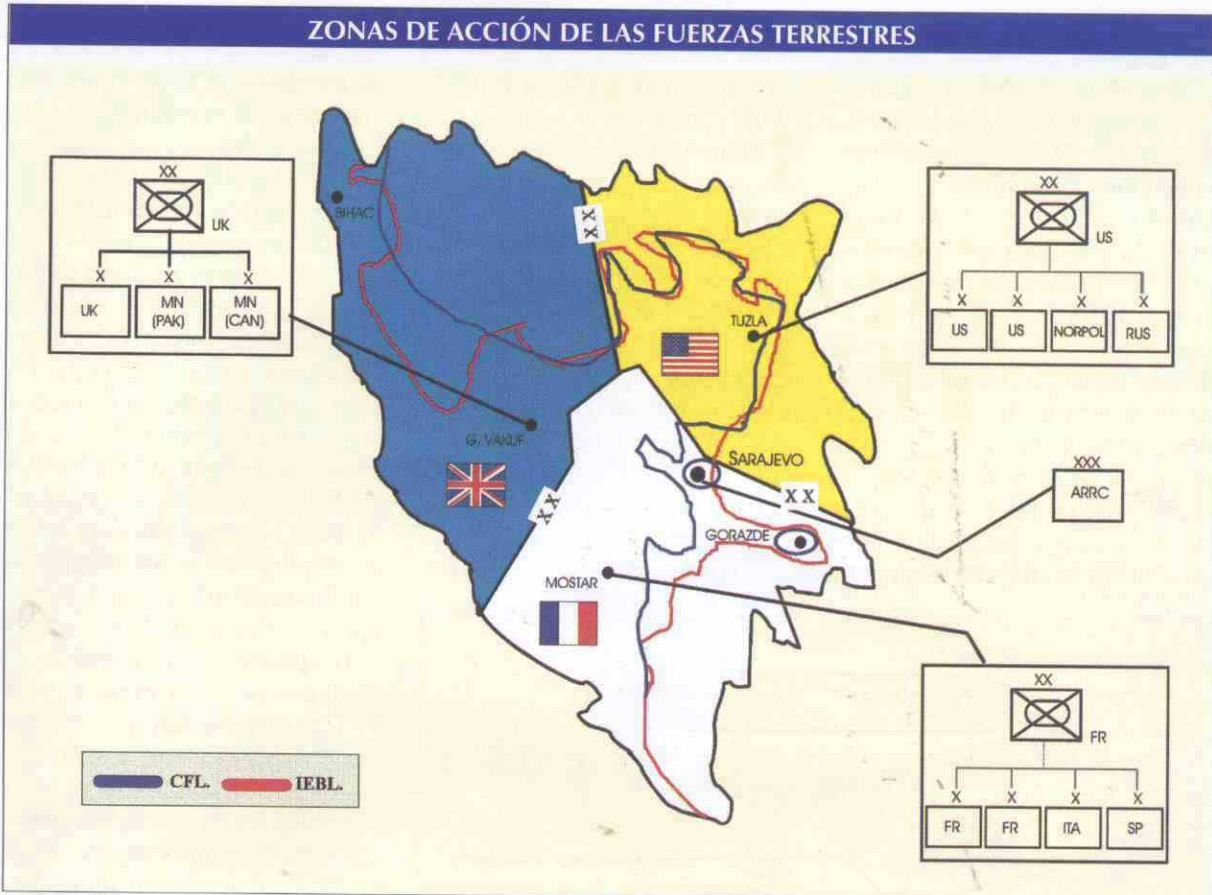 ZONAS DE ACCIÓN DE LAS FUERZAS TERRESTRES
XX
UK
X X X
UK
MN
(PAK)
MN
(CAN)
XX
US
X X X X
US US NORPOL RUS
BIHAC
XX
TUZLA
G. VAKUF
SARAJEVO
XX
XX
GORAZDE
MOSTAR
XXX
ARRC
XX
FR
X X X X
FR FR ITA SP
CFL. IEBL.